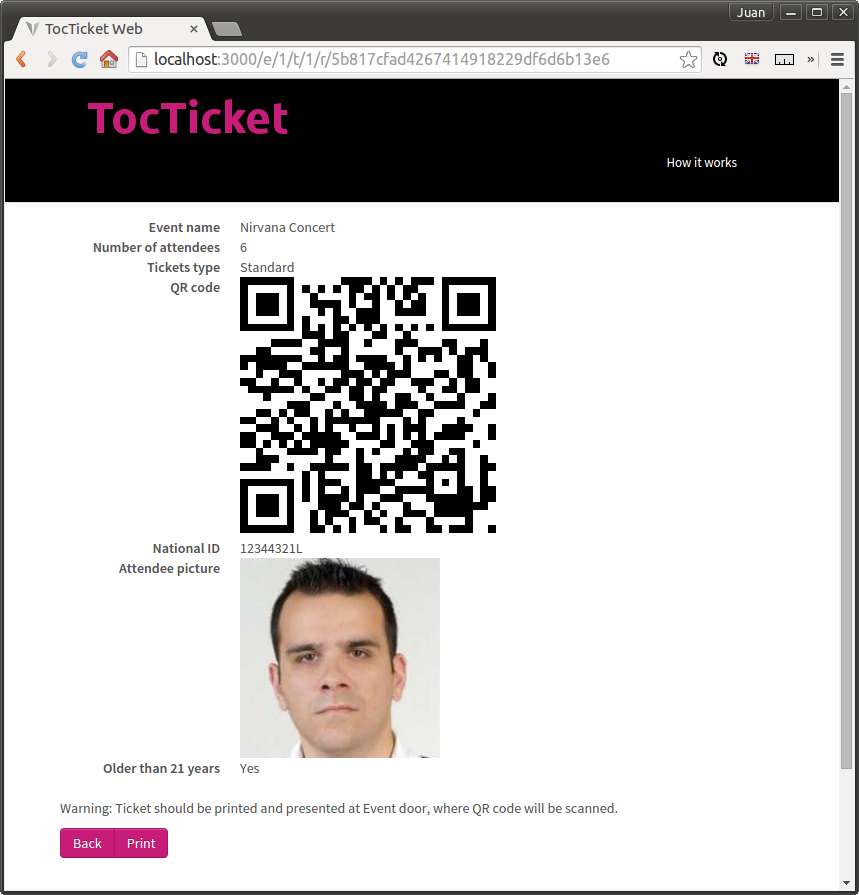 Juan
TocTicket Web
localhost:3000/e/1/t/1/r/5b817cfad4267414918229df6d6b13e6
TocTicket
How it works
Event name Nirvana Concert
Number of attendees 6
Tickets type Standard
QR code
National ID 12344321L
Attendee picture
Older than 21 years Yes
Warning: Ticket should be printed and presented at Event door, where QR code will be scanned.
Back Print